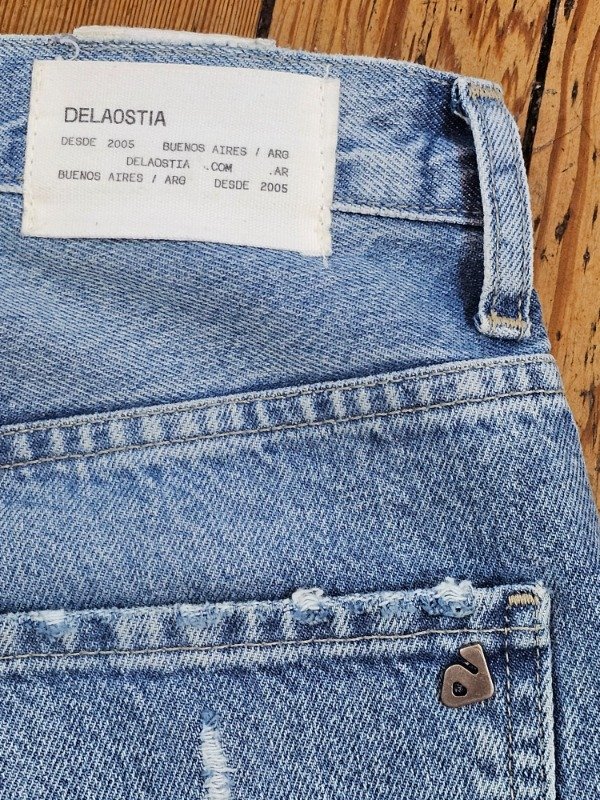 DELAOSTIA
DESDE 2005 BUENOS AIRES / ARG
DELAOSTIA .COM .AR
BUENOS AIRES / ARG DESDE 2005